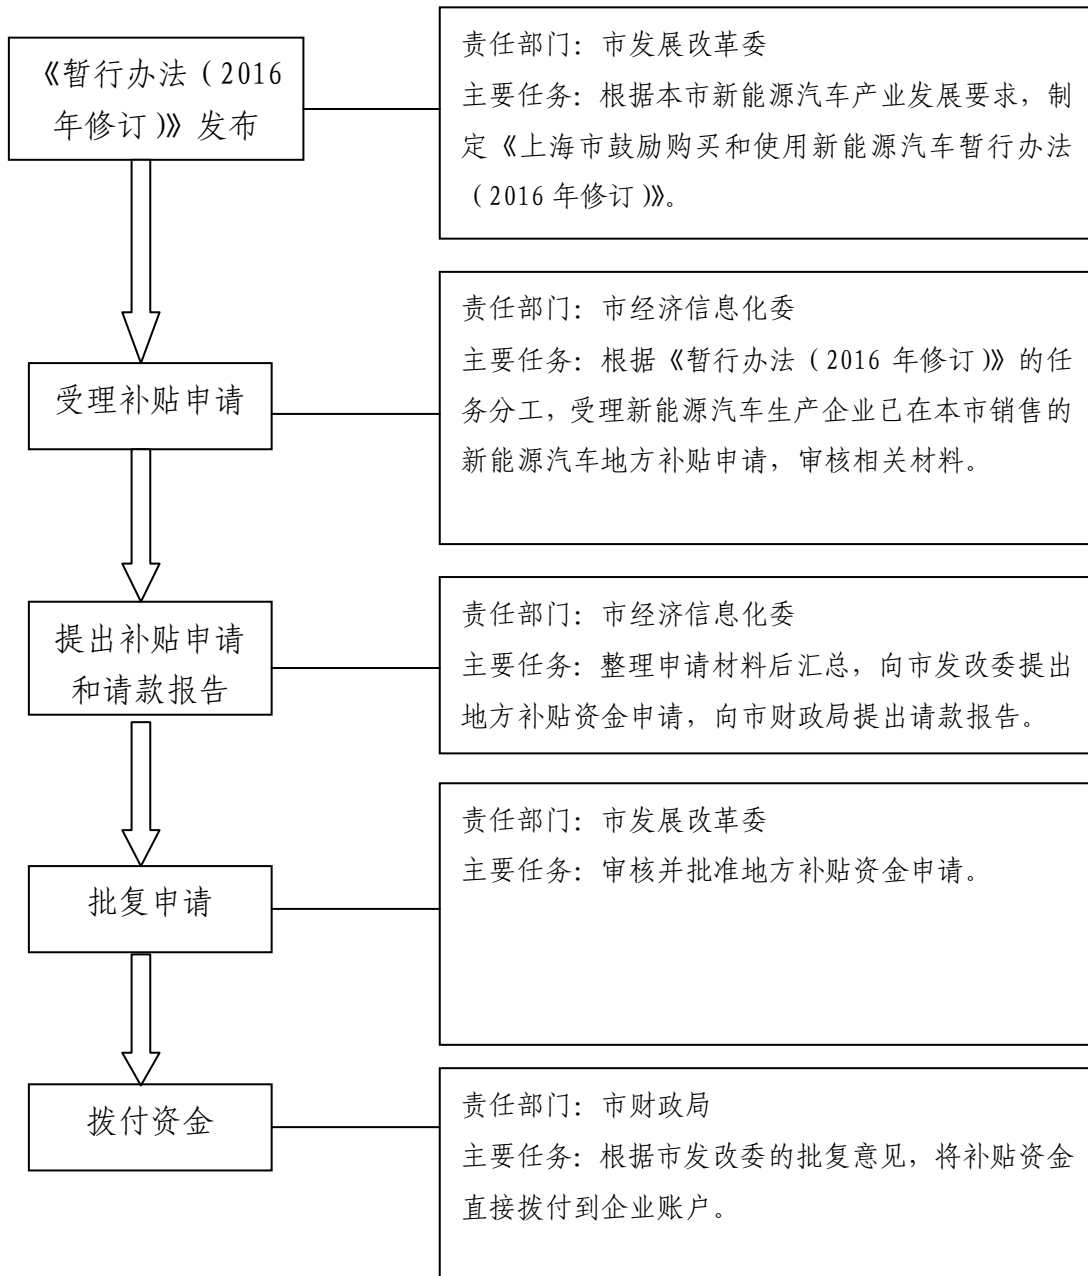 《暂行办法（2016
年修订）》发布
责任部门：市发展改革委
主要任务：根据本市新能源汽车产业发展要求，制
定《上海市鼓励购买和使用新能源汽车暂行办法
（2016 年修订）》。
受理补贴申请
责任部门：市经济信息化委
主要任务：根据《暂行办法（2016 年修订）》的任
务分工，受理新能源汽车生产企业已在本市销售的
新能源汽车地方补贴申请，审核相关材料。
提出补贴申请
和请款报告
责任部门：市经济信息化委
主要任务：整理申请材料后汇总，向市发改委提出
地方补贴资金申请，向市财政局提出请款报告。
批复申请
责任部门：市发展改革委
主要任务：审核并批准地方补贴资金申请。
拨付资金
责任部门：市财政局
主要任务：根据市发改委的批复意见，将补贴资金
直接拨付到企业账户。